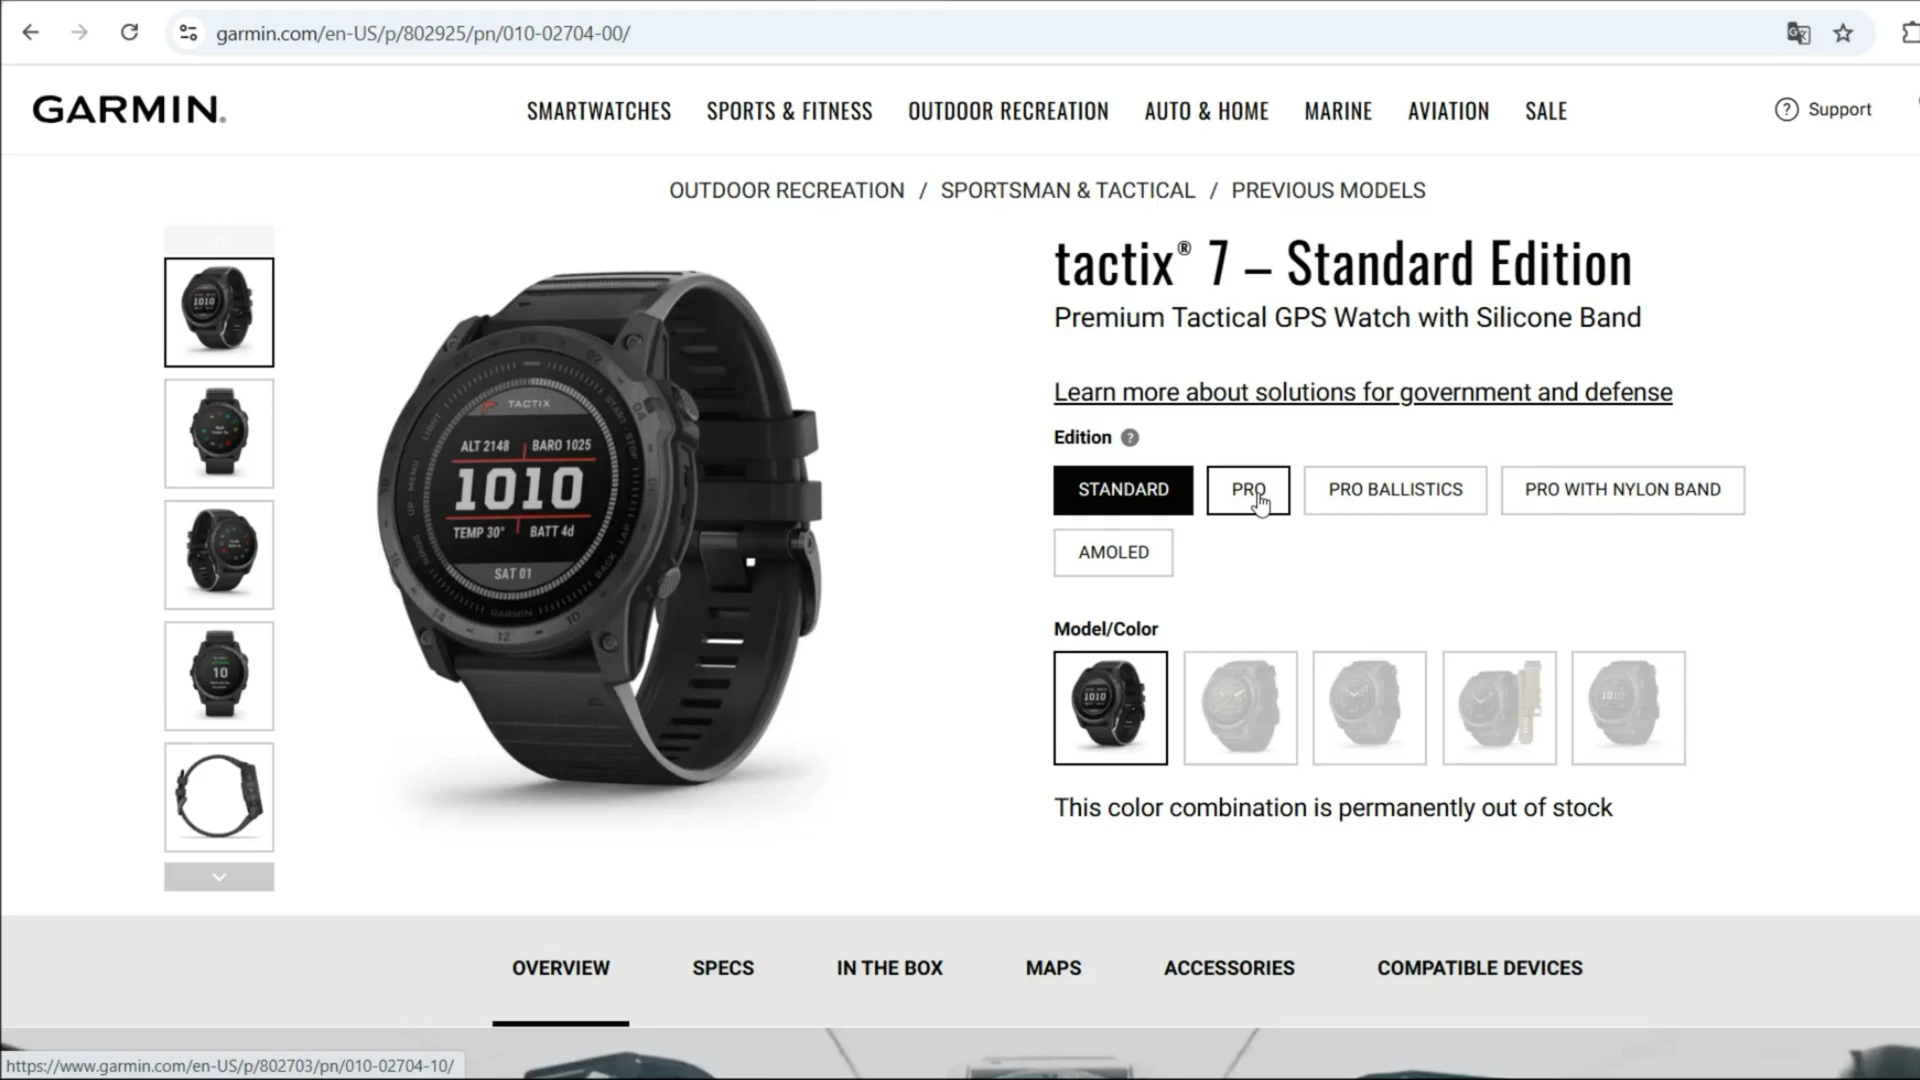 garmin.com/en-US/p/802925/pn/010-02704-00/
GARMIN.
SMARTWATCHES SPORTS & FITNESS OUTDOOR RECREATION AUTO & HOME MARINE AVIATION SALE
? Support
OUTDOOR RECREATION / SPORTSMAN & TACTICAL / PREVIOUS MODELS
tactix® 7 – Standard Edition
Premium Tactical GPS Watch with Silicone Band
Learn more about solutions for government and defense
Edition ?
STANDARD PRO PRO BALLISTICS PRO WITH NYLON BAND
AMOLED
Model/Color
This color combination is permanently out of stock
TACTIX
ALT 2148 BARO 1025
1010
TEMP 30° BATT 4d
SAT 01
GARMIN
OVERVIEW SPECS IN THE BOX MAPS ACCESSORIES COMPATIBLE DEVICES
https://www.garmin.com/en-US/p/802703/pn/010-02704-10/